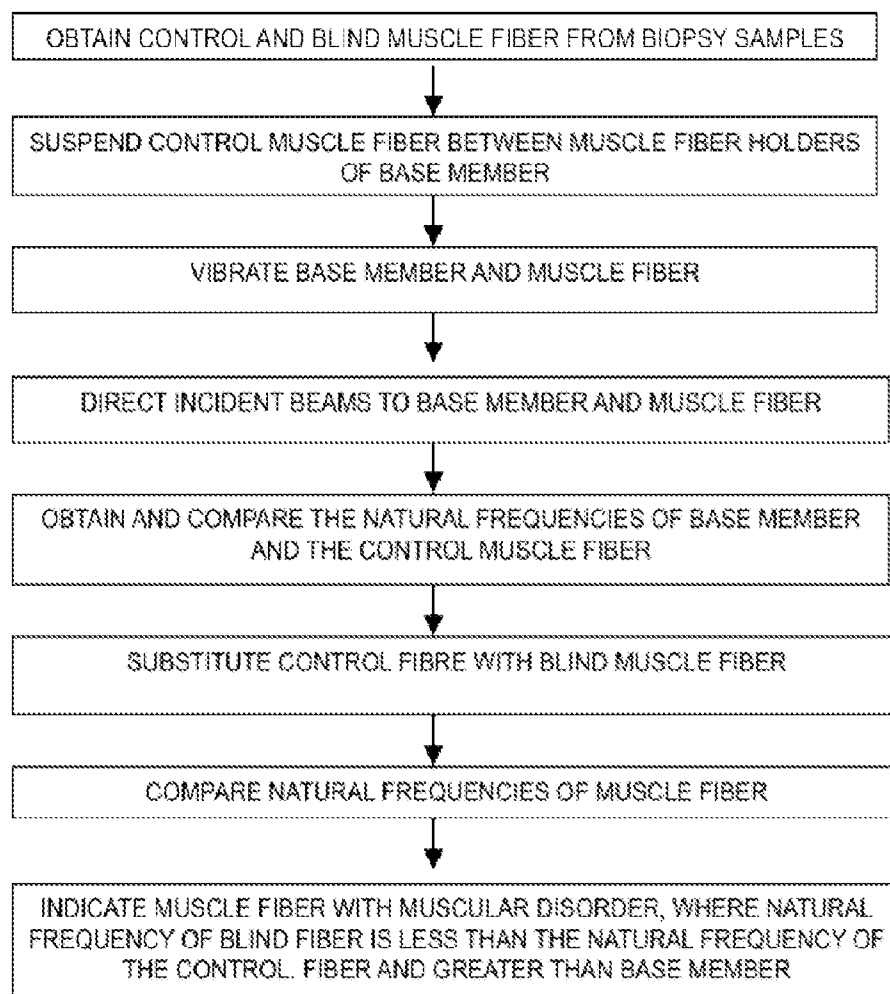 OBTAIN CONTROL AND BLIND MUSCLE FIBER FROM BIOPSY SAMPLES
SUSPEND CONTROL MUSCLE FIBER BETWEEN MUSCLE FIBER HOLDERS
OF BASE MEMBER
VIBRATE BASE MEMBER AND MUSCLE FIBER
DIRECT INCIDENT BEAMS TO BASE MEMBER AND MUSCLE FIBER
OBTAIN AND COMPARE THE NATURAL FREQUENCIES OF BASE MEMBER
AND THE CONTROL MUSCLE FIBER
SUBSTITUTE CONTROL FIBRE WITH BLIND MUSCLE FIBER
COMPARE NATURAL FREQUENCIES OF MUSCLE FIBER
INDICATE MUSCLE FIBER WITH MUSCULAR DISORDER, WHERE NATURAL
FREQUENCY OF BLIND FIBER IS LESS THAN THE NATURAL FREQUENCY OF
THE CONTROL. FIBER AND GREATER THAN BASE MEMBER